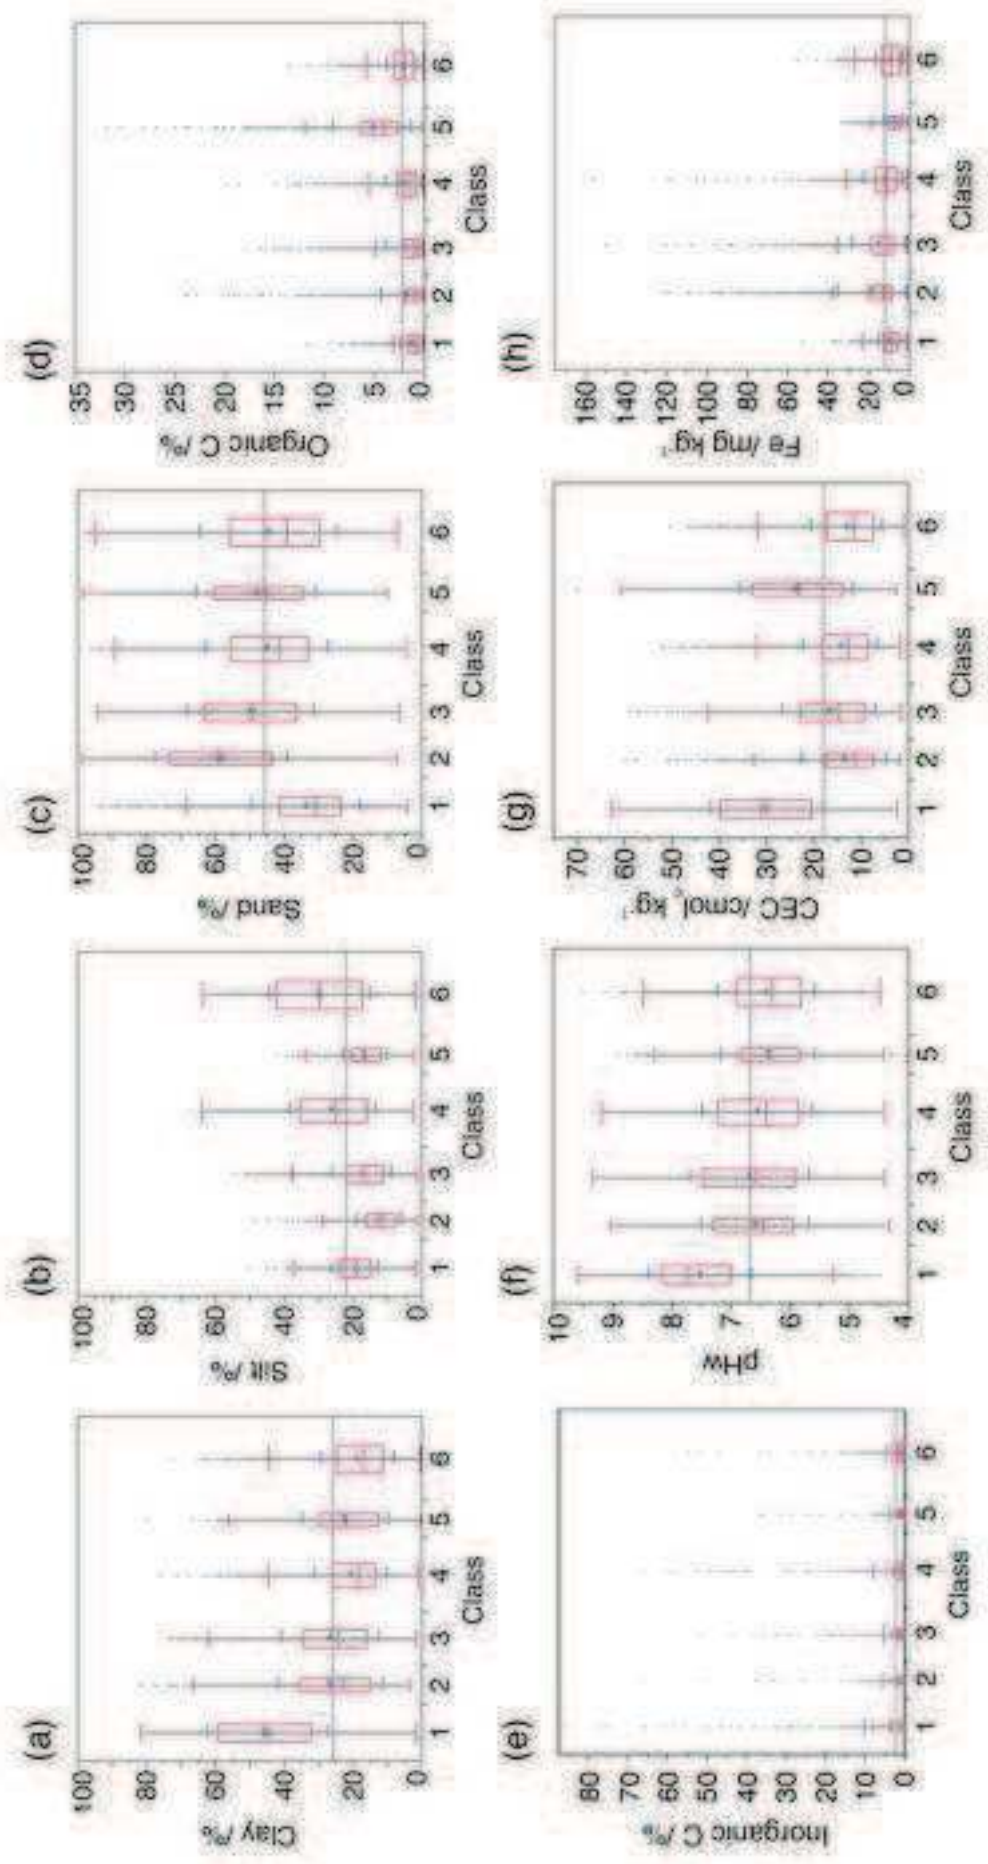 (a)
Clay /%
100
80
60
40
20
0
1 2 3 4 5 6
Class
(b)
Silt /%
100
80
60
40
20
0
1 2 3 4 5 6
Class
(c)
Sand /%
100
80
60
40
20
0
1 2 3 4 5 6
Class
(d)
Organic C /%
35
30
25
20
15
10
5
0
1 2 3 4 5 6
Class
(e)
Inorganic C /%
80
70
60
50
40
30
20
10
0
1 2 3 4 5 6
Class
(f)
pHw
10
9
8
7
6
5
4
1 2 3 4 5 6
Class
(g)
CEC /cmolc kg-1
70
60
50
40
30
20
10
0
1 2 3 4 5 6
Class
(h)
Fe /mg kg-1
160
140
120
100
80
60
40
20
0
1 2 3 4 5 6
Class